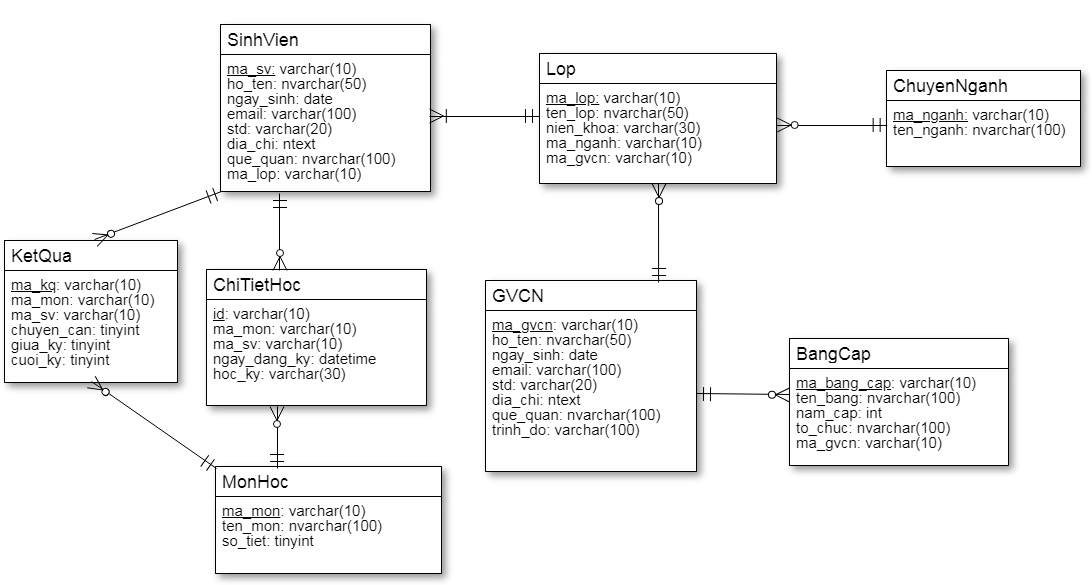 SinhVien
ma_sv: varchar(10)
ho_ten: nvarchar(50)
ngay_sinh: date
email: varchar(100)
std: varchar(20)
dia_chi: ntext
que_quan: nvarchar(100)
ma_lop: varchar(10)
Lop
ma_lop: varchar(10)
ten_lop: nvarchar(50)
nien_khoa: varchar(30)
ma_nganh: varchar(10)
ma_gvcn: varchar(10)
ChuyenNganh
ma_nganh: varchar(10)
ten_nganh: nvarchar(100)
KetQua
ma_kq: varchar(10)
ma_mon: varchar(10)
ma_sv: varchar(10)
chuyen_can: tinyint
giua_ky: tinyint
cuoi_ky: tinyint
ChiTietHoc
id: varchar(10)
ma_mon: varchar(10)
ma_sv: varchar(10)
ngay_dang_ky: datetime
hoc_ky: varchar(30)
GVCN
ma_gvcn: varchar(10)
ho_ten: nvarchar(50)
ngay_sinh: date
email: varchar(100)
std: varchar(20)
dia_chi: ntext
que_quan: nvarchar(100)
trinh_do: varchar(100)
BangCap
ma_bang_cap: varchar(10)
ten_bang: nvarchar(100)
nam_cap: int
to_chuc: nvarchar(100)
ma_gvcn: varchar(10)
MonHoc
ma_mon: varchar(10)
ten_mon: nvarchar(100)
so_tiet: tinyint